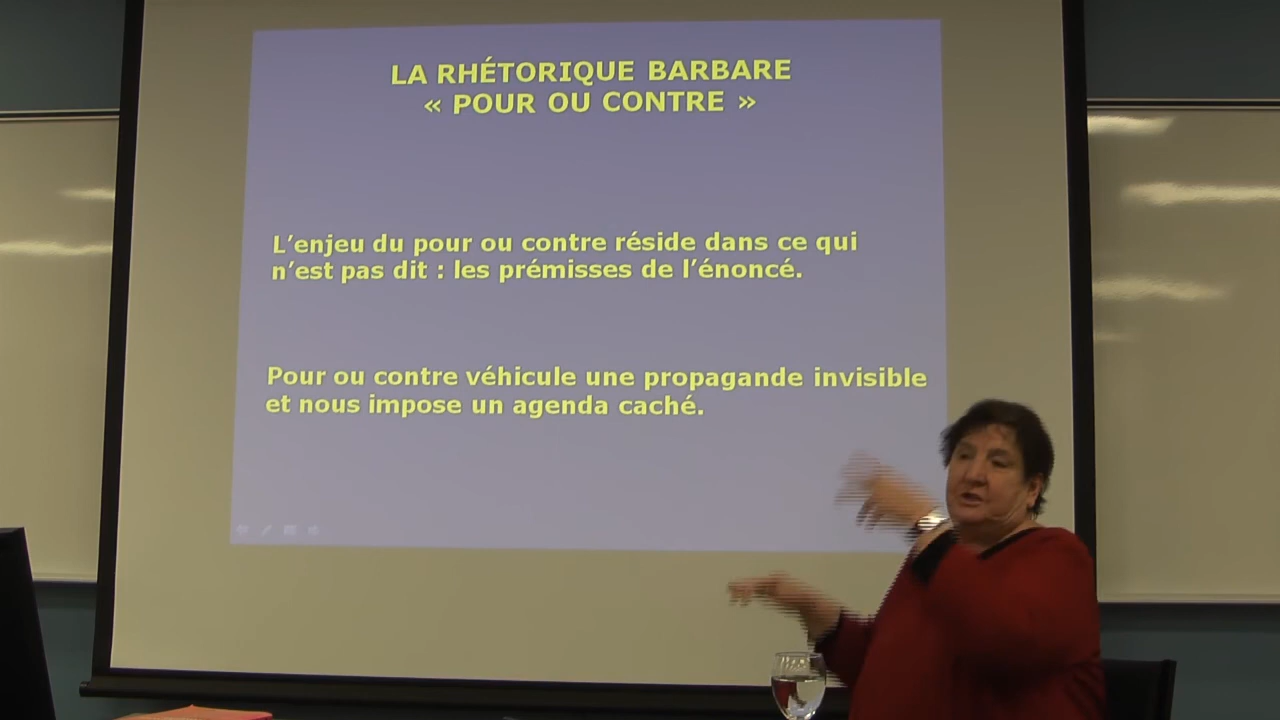 LA RHÉTORIQUE BARBARE
« POUR OU CONTRE »
L’enjeu du pour ou contre réside dans ce qui
n’est pas dit : les prémisses de l’énoncé.
Pour ou contre véhicule une propagande invisible
et nous impose un agenda caché.